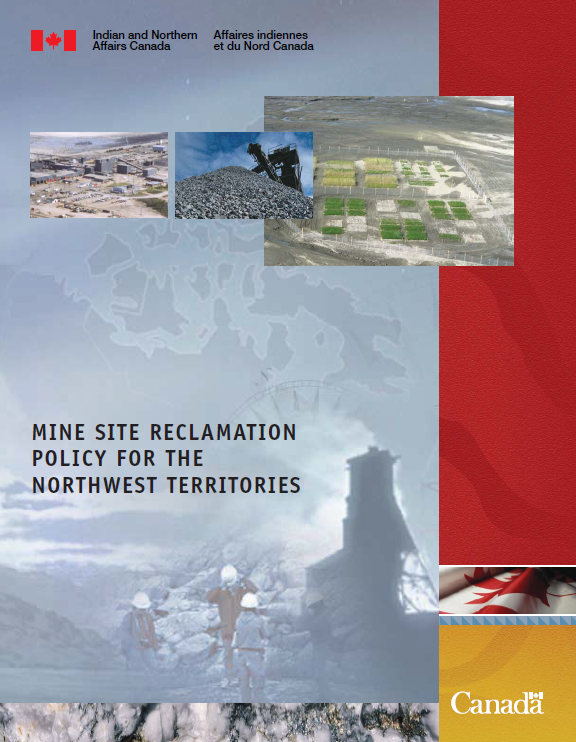 Indian and Northern
Affairs Canada
Affaires indiennes
et du Nord Canada
MINE SITE RECLAMATION
POLICY FOR THE
NORTHWEST TERRITORIES
Canada